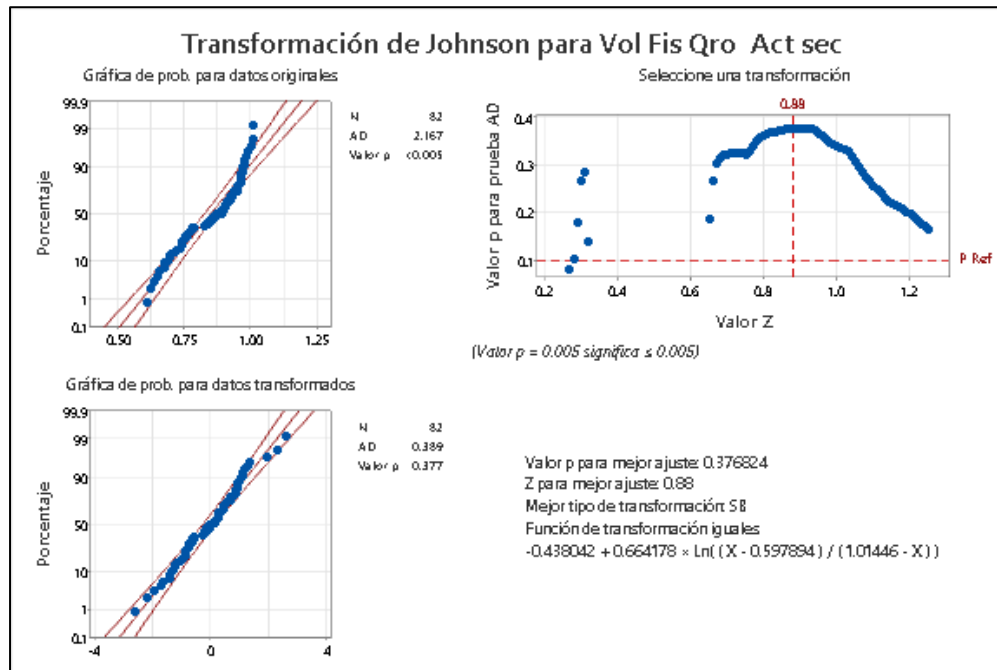 Transformación de Johnson para Vol Fis Qro Act sec
Gráfica de prob. para datos originales
99.9
99
90
50
10
1
0.1
Porcentaje
0.50 0.75 1.00 1.25
N 82
AD 2.167
Valor p <0.005
Seleccione una transformación
0.88
0.4
0.3
0.2
0.1
Valor p para prueba AD
P Ref
0.2 0.4 0.6 0.8 1.0 1.2
Valor Z
(Valor p = 0.005 significa ≤ 0.005)
Gráfica de prob. para datos transformados
99.9
99
90
50
10
1
0.1
Porcentaje
-4 -2 0 2 4
N 82
AD 0.389
Valor p 0.377
Valor p para mejor ajuste: 0.376824
Z para mejor ajuste: 0.88
Mejor tipo de transformación: SB
Función de transformación iguales
-0.438042 + 0.664178 × Ln( ( X - 0.597894 ) / ( 1.01446 - X ) )